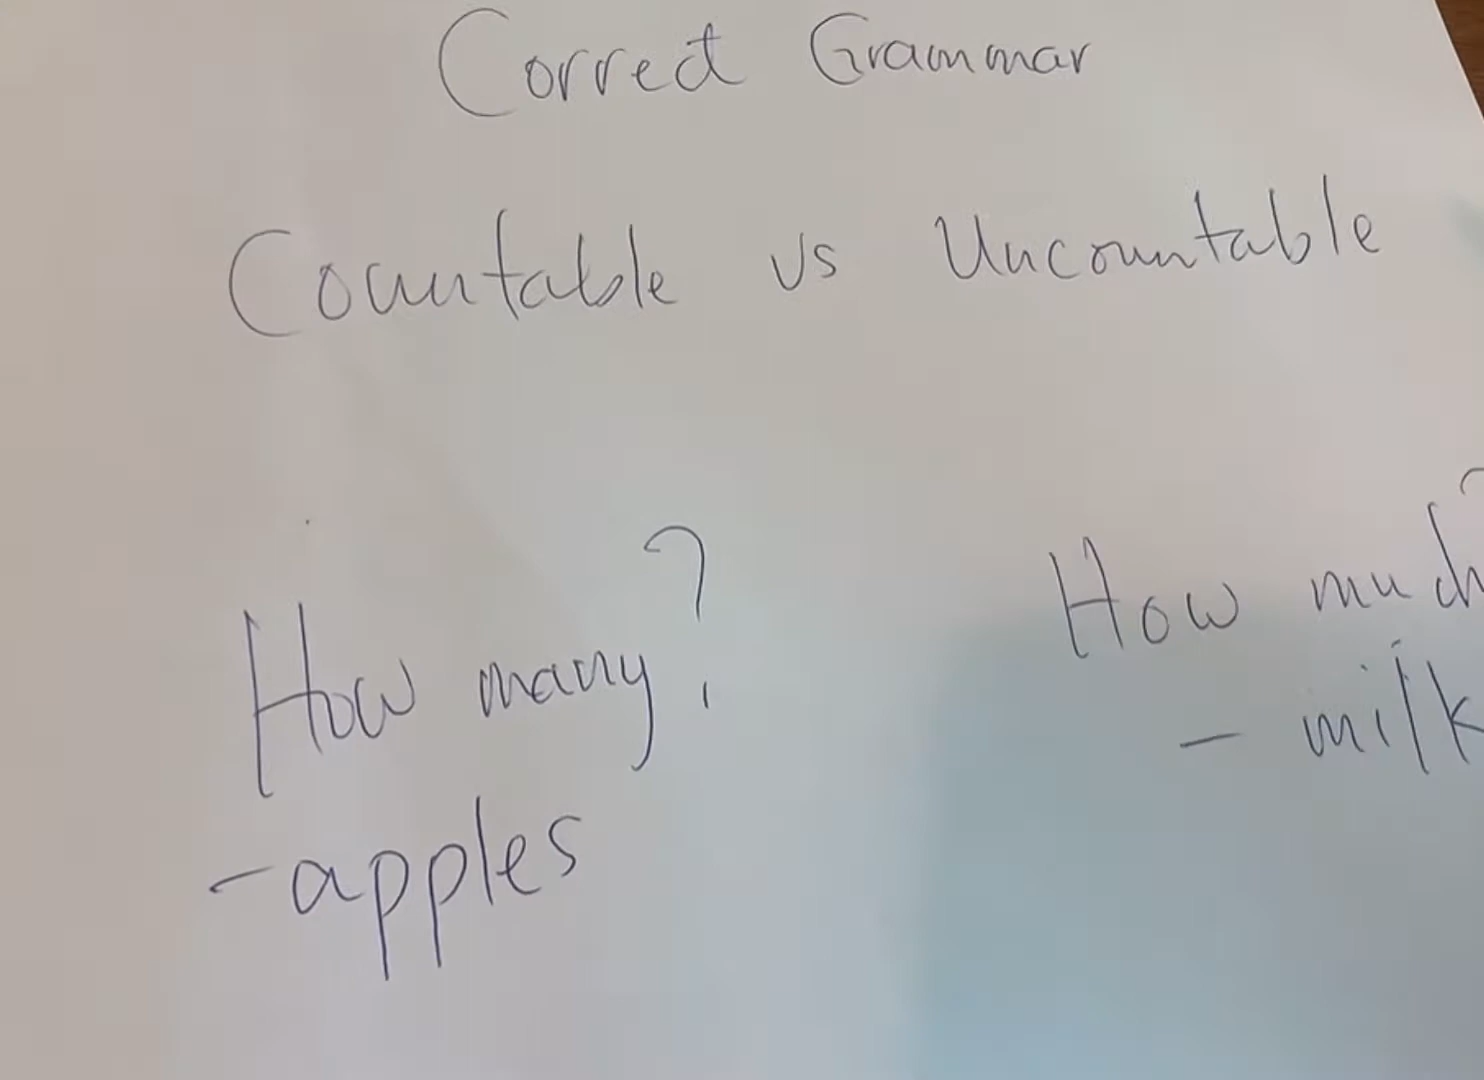 Correct Grammar
Countable vs Uncountable
How many?
- apples
How much?
- milk